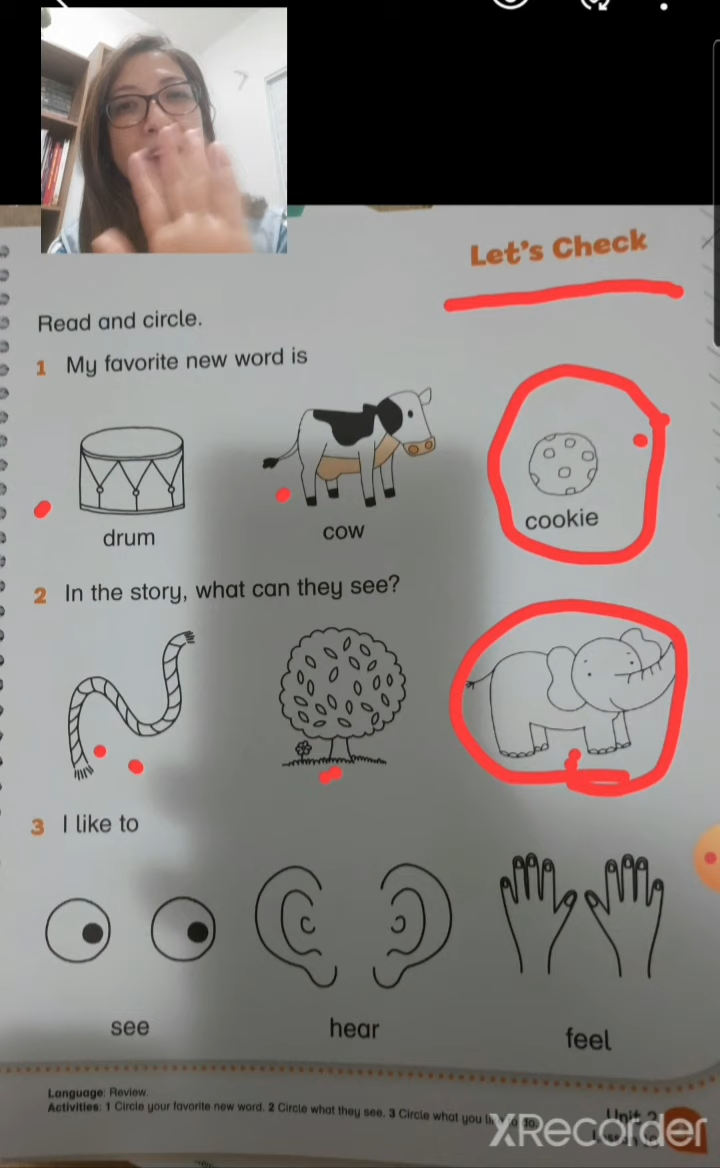 Let's Check
Read and circle.
1 My favorite new word is
drum
cow
cookie
2 In the story, what can they see?
3 I like to
see
hear
feel
Language: Review.
Activities: 1 Circle your favorite new word. 2 Circle what they see. 3 Circle what you
Unit
XRecorder